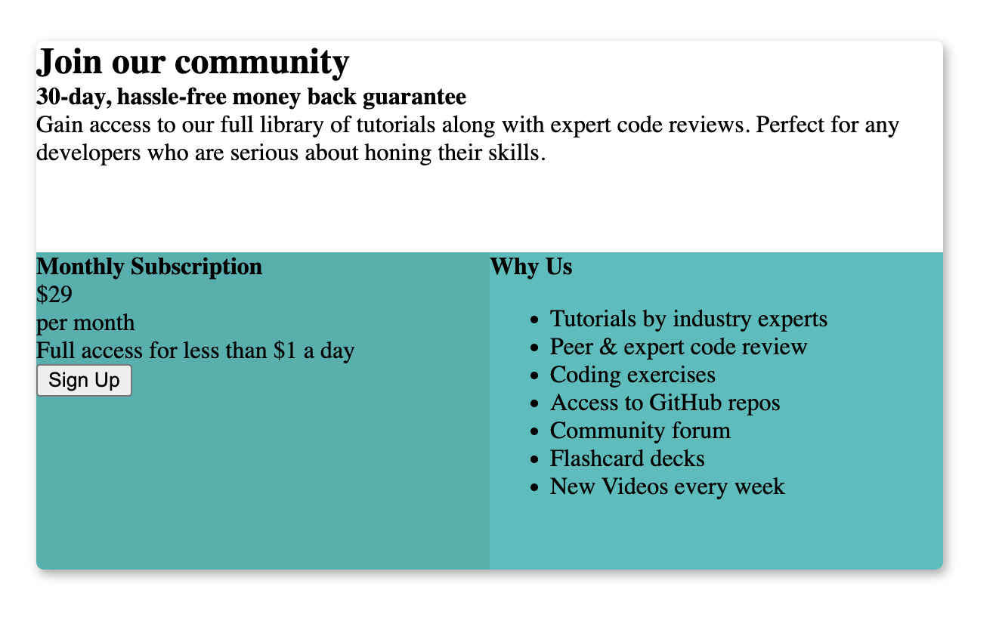 Join our community
30-day, hassle-free money back guarantee
Gain access to our full library of tutorials along with expert code reviews. Perfect for any
developers who are serious about honing their skills.
Monthly Subscription
$29
per month
Full access for less than $1 a day
Sign Up
Why Us
Tutorials by industry experts
Peer & expert code review
Coding exercises
Access to GitHub repos
Community forum
Flashcard decks
New Videos every week